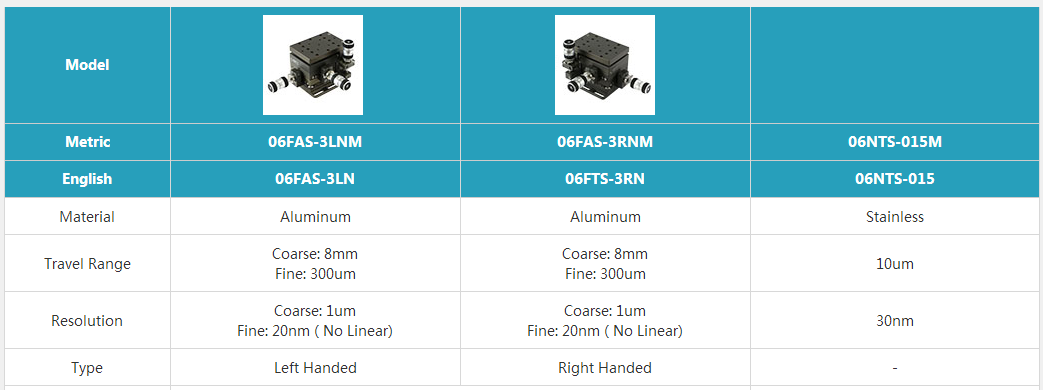 Model
Metric 06FAS-3LNM 06FAS-3RNM 06NTS-015M
English 06FAS-3LN 06FTS-3RN 06NTS-015
Material Aluminum Aluminum Stainless
Travel Range Coarse: 8mm Coarse: 8mm 10um
Fine: 300um Fine: 300um
Resolution Coarse: 1um Coarse: 1um 30nm
Fine: 20nm ( No Linear) Fine: 20nm ( No Linear)
Type Left Handed Right Handed -